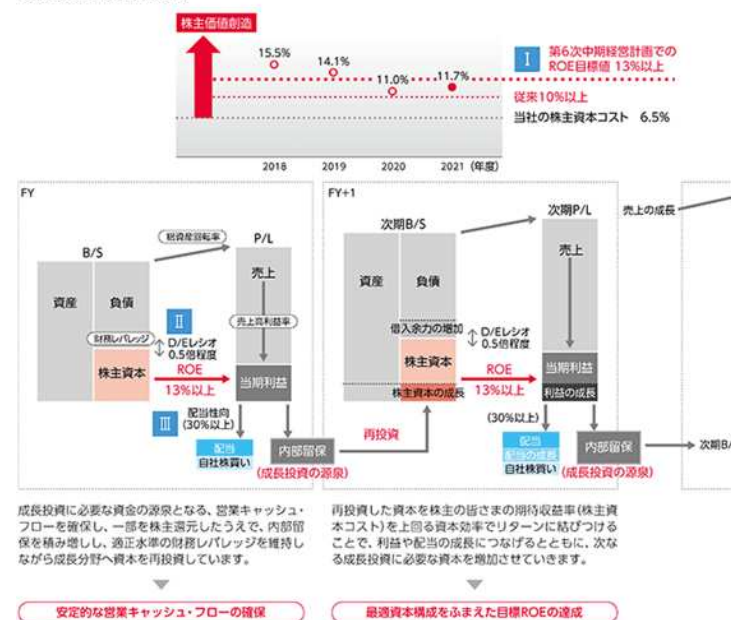 株主価値創造
15.5%
14.1%
11.0%
11.7%
I
第6次中期経営計画での
ROE目標値 13%以上
従来10%以上
当社の株主資本コスト 6.5%
2018
2019
2020
2021 (年度)
FY
B/S
総資産回転率
P/L
資産
負債
売上
II
財務レバレッジ
D/Eレシオ
0.5倍程度
売上高利益率
株主資本
ROE
13%以上
当期利益
III
配当性向
(30%以上)
配当
自社株買い
内部留保
(成長投資の源泉)
再投資
FY+1
次期B/S
次期P/L
売上の成長
資産
負債
売上
借入余力の増加
D/Eレシオ
0.5倍程度
株主資本
ROE
13%以上
当期利益
株主資本の成長
利益の成長
(30%以上)
配当
配当の成長
自社株買い
内部留保
(成長投資の源泉)
次期B/
成長投資に必要な資金の源泉となる、営業キャッシュ・
フローを確保し、一部を株主還元したうえで、内部留
保を積み増しし、適正水準の財務レバレッジを維持し
ながら成長分野へ資本を再投資しています。
再投資した資本を株主の皆さまの期待収益率(株主資
本コスト)を上回る資本効率でリターンに結びつける
ことで、利益や配当の成長につなげるとともに、次な
る成長投資に必要な資本を増加させていきます。
安定的な営業キャッシュ・フローの確保
最適資本構成をふまえた目標ROEの達成